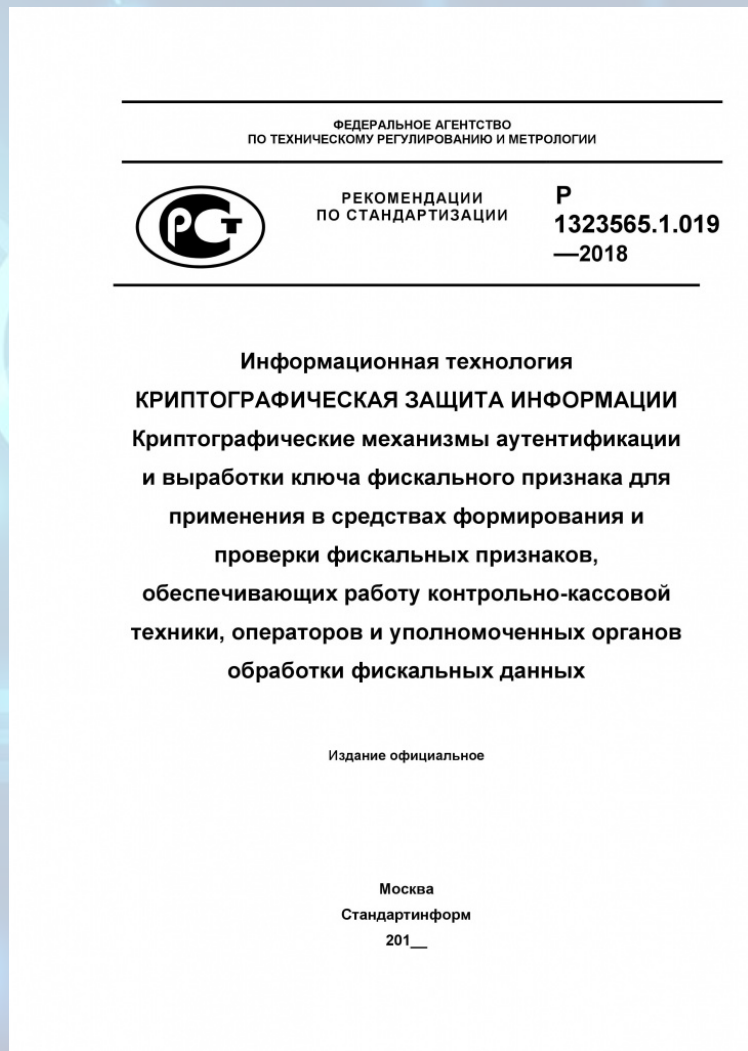 ФЕДЕРАЛЬНОЕ АГЕНТСТВО
ПО ТЕХНИЧЕСКОМУ РЕГУЛИРОВАНИЮ И МЕТРОЛОГИИ
РСТ
РЕКОМЕНДАЦИИ
ПО СТАНДАРТИЗАЦИИ
Р
1323565.1.019
—2018
Информационная технология
КРИПТОГРАФИЧЕСКАЯ ЗАЩИТА ИНФОРМАЦИИ
Криптографические механизмы аутентификации
и выработки ключа фискального признака для
применения в средствах формирования и
проверки фискальных признаков,
обеспечивающих работу контрольно-кассовой
техники, операторов и уполномоченных органов
обработки фискальных данных
Издание официальное
Москва
Стандартинформ
201__